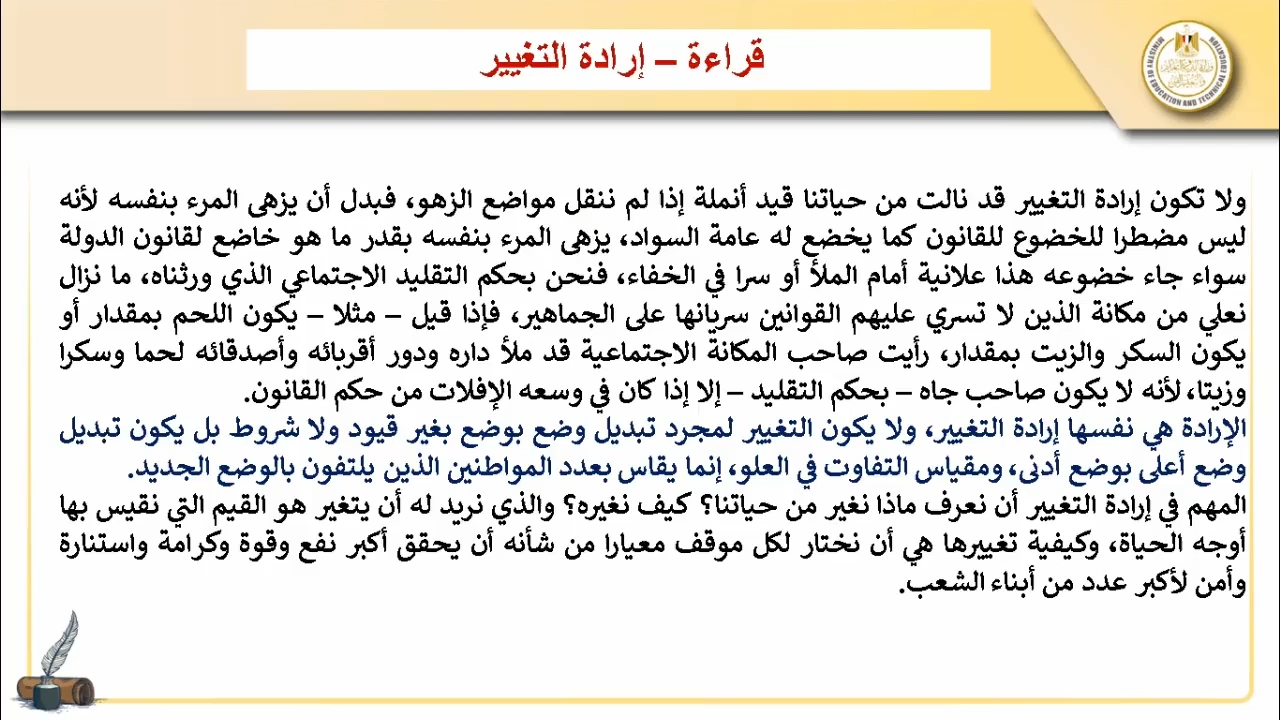 قراءة – إرادة التغيير
MINISTRY OF EDUCATION AND TECHNICAL EDUCATION
ولا تكون إرادة التغيير قد نالت من حياتنا قيد أنملة إذا لم ننقل مواضع الزهو، فبدل أن يزهى المرء بنفسه لأنه
ليس مضطرا للخضوع للقانون كما يخضع له عامة السواد، يزهى المرء بنفسه بقدر ما هو خاضع لقانون الدولة
سواء جاء خضوعه هذا علانية أمام الملأ أو سرا في الخفاء، فنحن بحكم التقليد الاجتماعي الذي ورثناه، ما نزال
نعلي من مكانة الذين لا تسري عليهم القوانين سريانها على الجماهير، فإذا قيل – مثلا – يكون اللحم بمقدار أو
يكون السكر والزيت بمقدار، رأيت صاحب المكانة الاجتماعية قد ملأ داره ودور أقربائه وأصدقائه لحما وسكرا
وزيتا، لأنه لا يكون صاحب جاه – بحكم التقليد – إلا إذا كان في وسعه الإفلات من حكم القانون.
الإرادة هي نفسها إرادة التغيير، ولا يكون التغيير لمجرد تبديل وضع بوضع بغير قيود ولا شروط بل يكون تبديل
وضع أعلى بوضع أدنى، ومقياس التفاوت في العلو، إنما يقاس بعدد المواطنين الذين يلتفون بالوضع الجديد.
المهم في إرادة التغيير أن نعرف ماذا نغير من حياتنا؟ كيف نغيره؟ والذي نريد له أن يتغير هو القيم التي نقيس بها
أوجه الحياة، وكيفية تغييرها هي أن نختار لكل موقف معيارا من شأنه أن يحقق أكبر نفع وقوة وكرامة واستنارة
وأمن لأكبر عدد من أبناء الشعب.